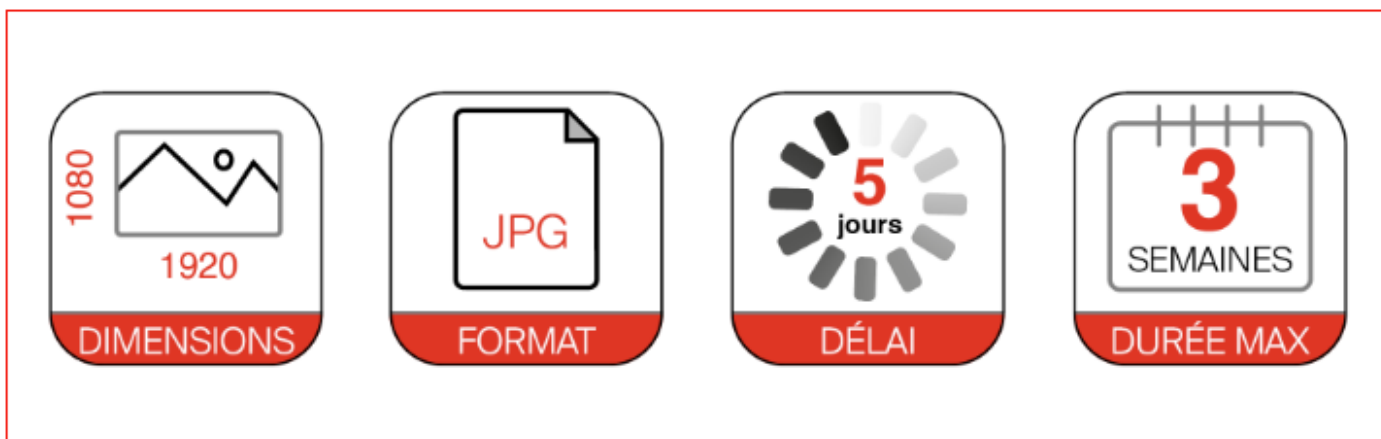 1080
1920
DIMENSIONS
JPG
FORMAT
5
jours
DÉLAI
3
SEMAINES
DURÉE MAX